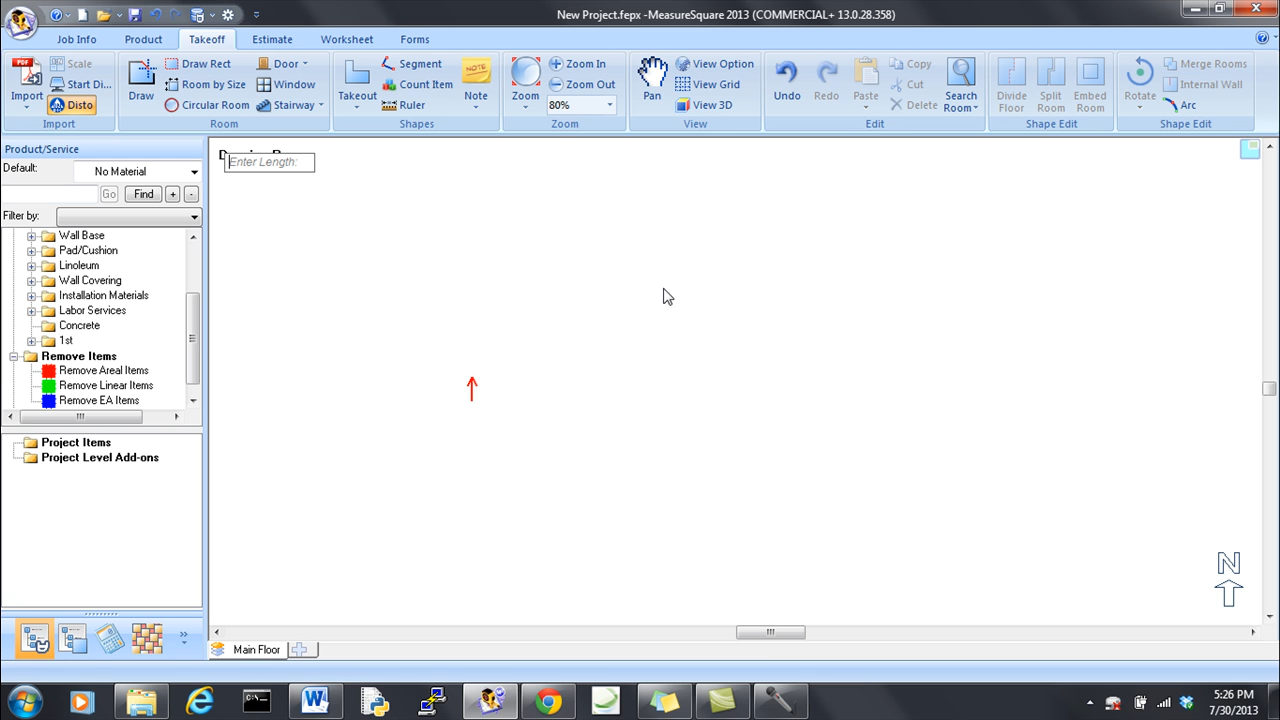 New Project.fepx -MeasureSquare 2013 (COMMERCIAL+ 13.0.28.358)
Job Info Product Takeoff Estimate Worksheet Forms
PDF Scale Draw Rect Door Segment NOTE Zoom In View Option Copy Merge Rooms
Start Di... Room by Size Window Count Item Zoom Out View Grid Cut Internal Wall
Import Draw Takeout Note Zoom Pan Undo Redo Paste Search Divide Split Embed Rotate
Disto Circular Room Stairway Ruler 80% View 3D Delete Room Floor Room Room Arc
Import Room Shapes Zoom View Edit Shape Edit Shape Edit
Product/Service
Enter Length:
Default: No Material
Go Find + -
Filter by:
Wall Base
Pad/Cushion
Linoleum
Wall Covering
Installation Materials
Labor Services
Concrete
1st
Remove Items
Remove Areal Items
Remove Linear Items
Remove EA Items
Project Items
Project Level Add-ons
N
Main Floor
5:26 PM
7/30/2013